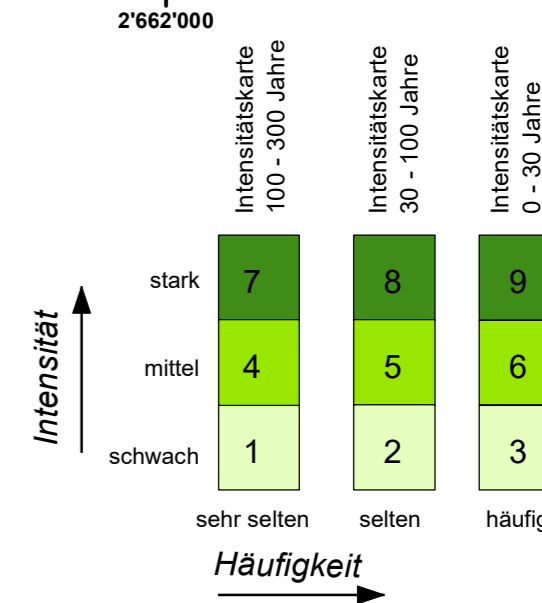 2'662'000
Intensitätskarte
100 - 300 Jahre
Intensitätskarte
30 - 100 Jahre
Intensitätskarte
0 - 30 Jahre
Intensität
stark 7 8 9
mittel 4 5 6
schwach 1 2 3
sehr selten selten häufig
Häufigkeit